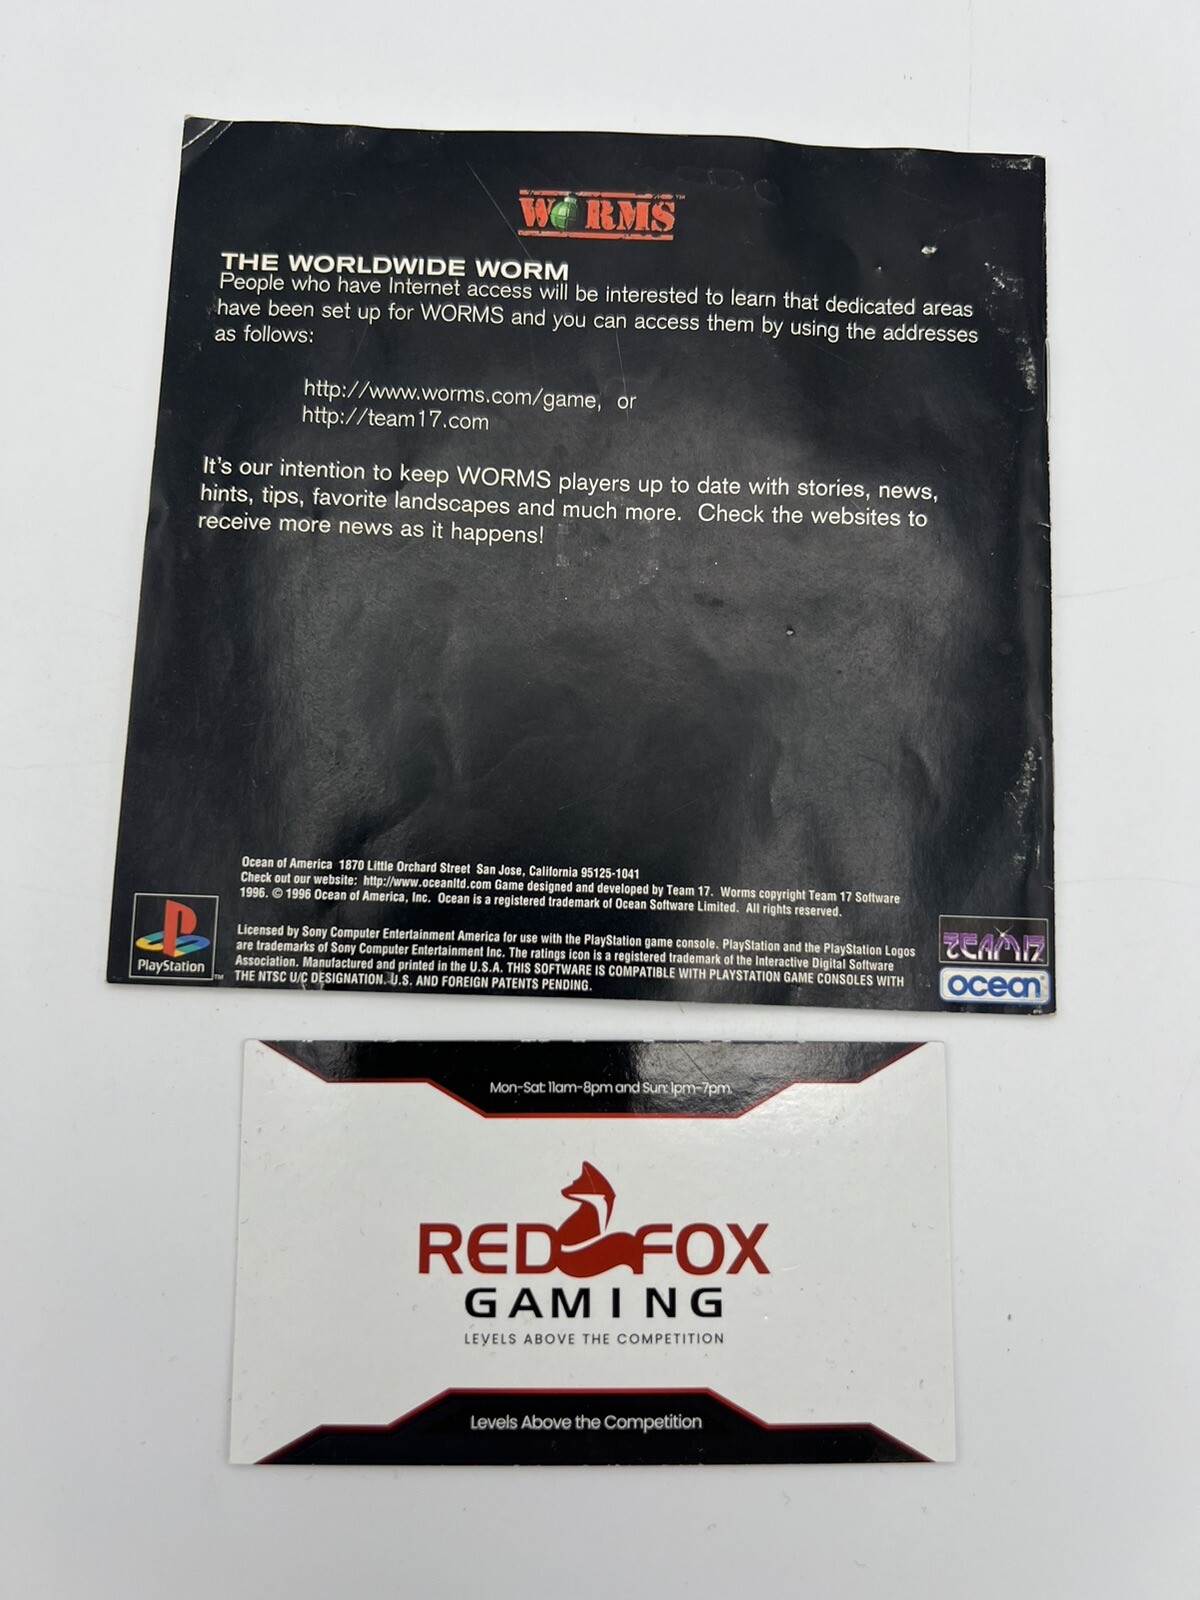 WORMS™
THE WORLDWIDE WORM
People who have Internet access will be interested to learn that dedicated areas
have been set up for WORMS and you can access them by using the addresses
as follows:
http://www.worms.com/game, or
http://team17.com
It's our intention to keep WORMS players up to date with stories, news,
hints, tips, favorite landscapes and much more. Check the websites to
receive more news as it happens!
Ocean of America 1870 Little Orchard Street San Jose, California 95125-1041
Check out our website: http://www.oceanltd.com Game designed and developed by Team 17. Worms copyright Team 17 Software
1996. © 1996 Ocean of America, Inc. Ocean is a registered trademark of Ocean Software Limited. All rights reserved.
Licensed by Sony Computer Entertainment America for use with the PlayStation game console. PlayStation and the PlayStation Logos
are trademarks of Sony Computer Entertainment Inc. The ratings icon is a registered trademark of the Interactive Digital Software
Association. Manufactured and printed in the U.S.A. THIS SOFTWARE IS COMPATIBLE WITH PLAYSTATION GAME CONSOLES WITH
THE NTSC U/C DESIGNATION. U.S. AND FOREIGN PATENTS PENDING.
PlayStation™
TEAM17
ocean®
Mon-Sat: 11am-8pm and Sun: 1pm-7pm.
RED FOX
GAMING
LEVELS ABOVE THE COMPETITION
Levels Above the Competition